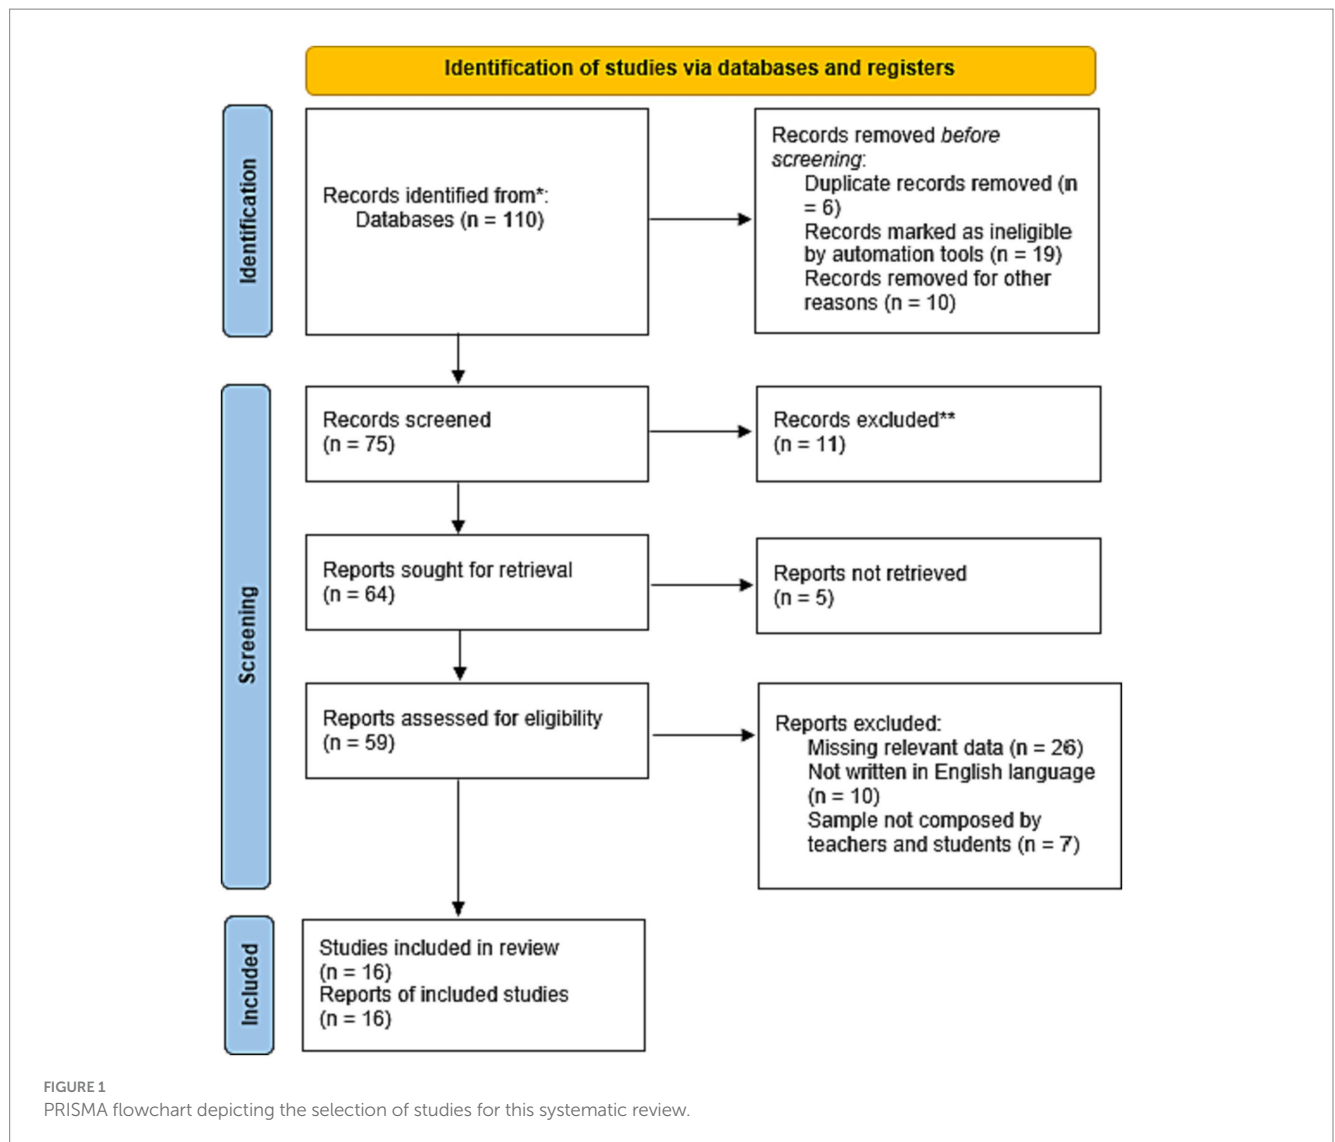 Identification of studies via databases and registers
Identification
Records identified from*:
Databases (n = 110)
Records removed before
screening:
Duplicate records removed (n
= 6)
Records marked as ineligible
by automation tools (n = 19)
Records removed for other
reasons (n = 10)
Screening
Records screened
(n = 75)
Records excluded**
(n = 11)
Reports sought for retrieval
(n = 64)
Reports not retrieved
(n = 5)
Reports assessed for eligibility
(n = 59)
Reports excluded:
Missing relevant data (n = 26)
Not written in English language
(n = 10)
Sample not composed by
teachers and students (n = 7)
Included
Studies included in review
(n = 16)
Reports of included studies
(n = 16)
FIGURE 1
PRISMA flowchart depicting the selection of studies for this systematic review.